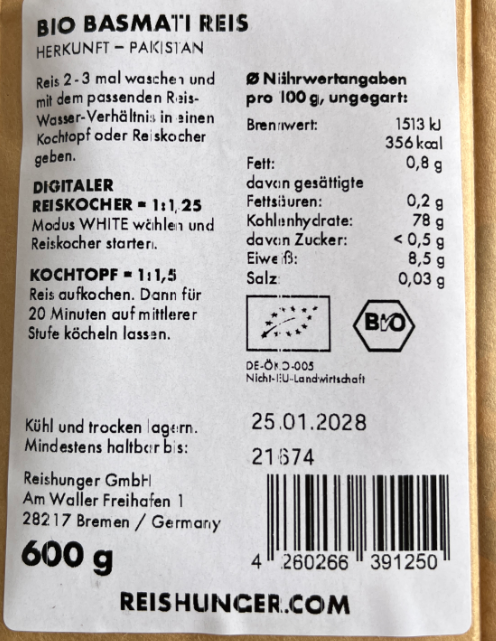 BIO BASMATI REIS
HERKUNFT – PAKISTAN
Reis 2-3 mal waschen und
mit dem passenden Reis-
Wasser-Verhältnis in einen
Kochtopf oder Reiskocher
geben.
DIGITALER
REISKOCHER = 1:1,25
Modus WHITE wählen und
Reiskocher starten.
KOCHTOPF = 1:1,5
Reis aufkochen. Dann für
20 Minuten auf mittlerer
Stufe köcheln lassen.
Ø Nährwertangaben
pro 100 g, ungegart:
Brennwert: 1513 kJ
356 kcal
Fett: 0,8 g
davon gesättigte
Fettsäuren: 0,2 g
Kohlenhydrate: 78 g
davon Zucker: < 0,5 g
Eiweiß: 8,5 g
Salz: 0,03 g
BIO
DE-ÖKO-005
Nicht-EU-Landwirtschaft
Kühl und trocken lagern.
Mindestens haltbar bis:
25.01.2028
21674
Reishunger GmbH
Am Waller Freihafen 1
28217 Bremen / Germany
600 g
4 260266 391250
REISHUNGER.COM